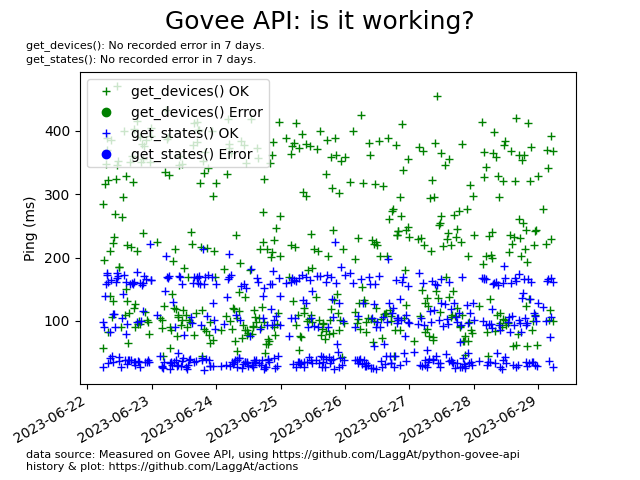 Govee API: is it working?
get_devices(): No recorded error in 7 days.
get_states(): No recorded error in 7 days.
get_devices() OK
get_devices() Error
get_states() OK
get_states() Error
Ping (ms)
400
300
200
100
2023-06-22
2023-06-23
2023-06-24
2023-06-25
2023-06-26
2023-06-27
2023-06-28
2023-06-29
data source: Measured on Govee API, using https://github.com/LaggAt/python-govee-api
history & plot: https://github.com/LaggAt/actions